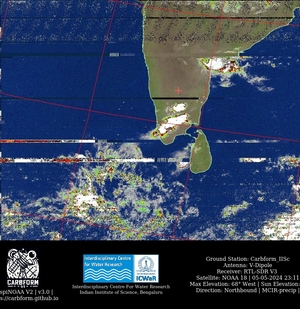 CARBFORM
spiNOAA V2 | v3.0 |
s://carbform.github.io
Interdisciplinary Centre
for Water Research
ICWaR
Interdisciplinary Centre For Water Research
Indian Institute of Science, Bengaluru
Ground Station: Carbform_IISc
Antenna: V-Dipole
Receiver: RTL-SDR V3
Satellite: NOAA 18 | 05-05-2024 23:11
Max Elevation: 68° West | Sun Elevation:
Direction: Northbound | MCIR-precip |